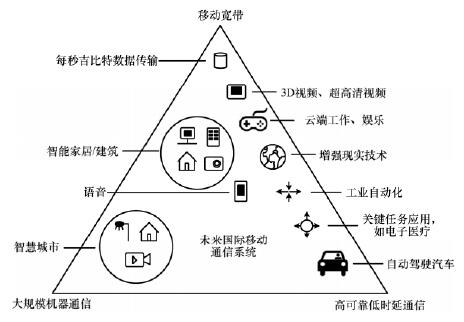 移动宽带
每秒吉比特数据传输
3D视频、超高清视频
云端工作、娱乐
智能家居/建筑
增强现实技术
语音
工业自动化
关键任务应用,
如电子医疗
智慧城市
未来国际移动
通信系统
自动驾驶汽车
大规模机器通信
高可靠低时延通信